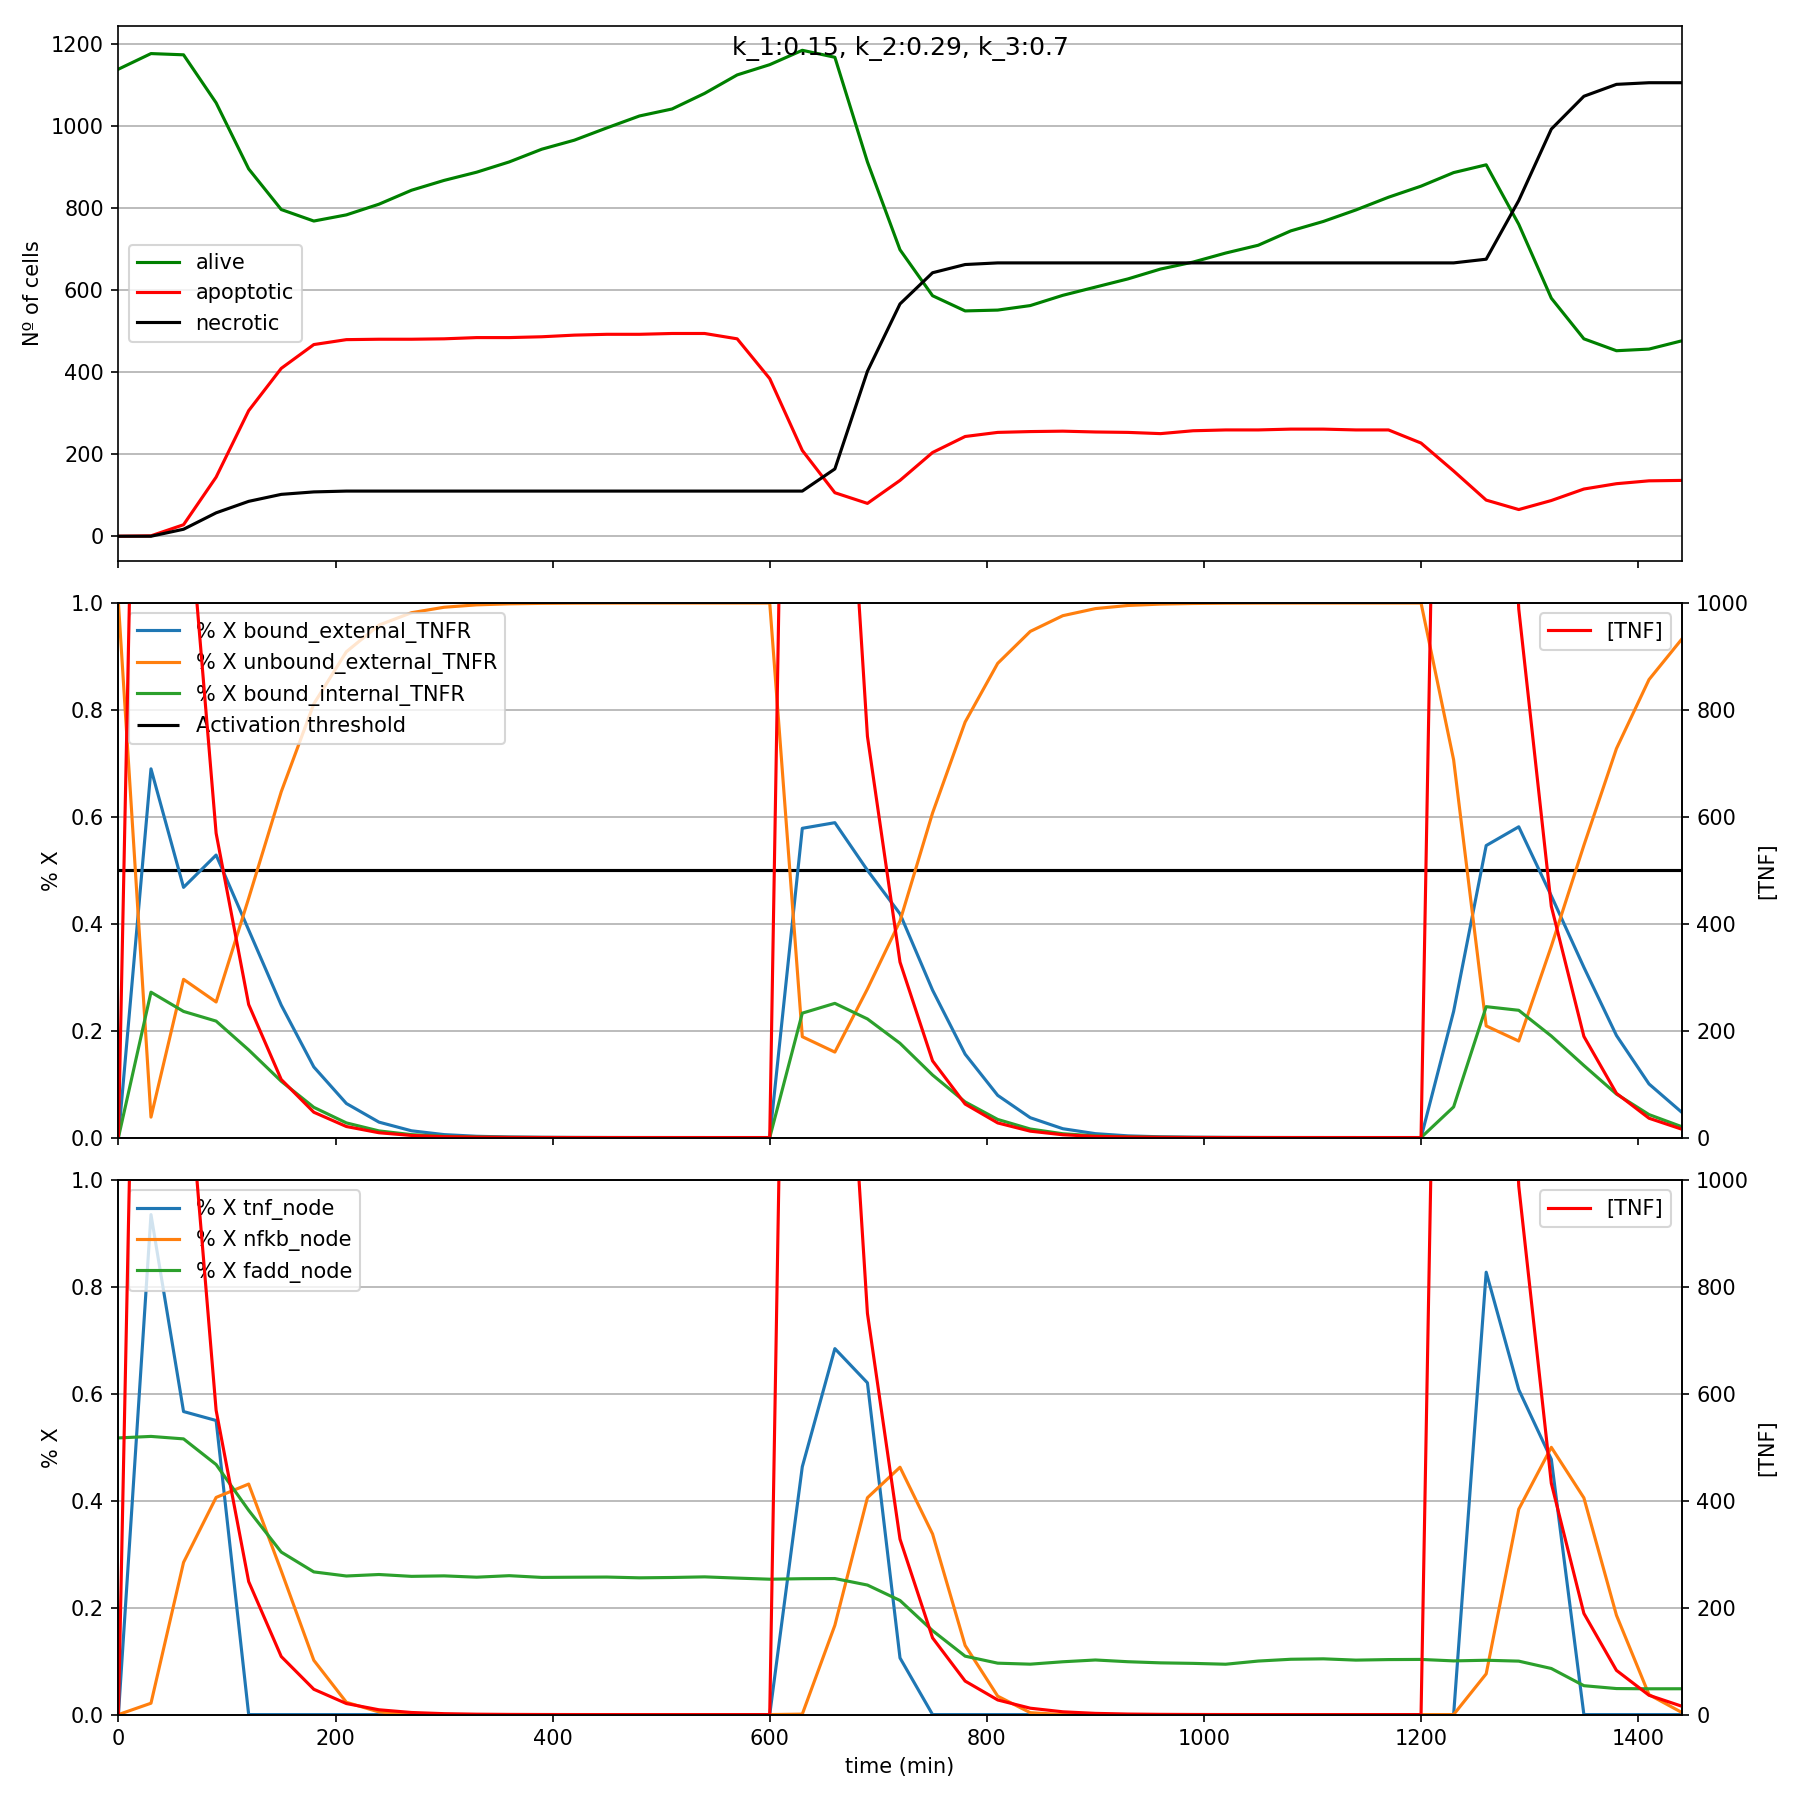 k_1:0.15, k_2:0.29, k_3:0.7
1200
1000
800
600
400
200
0
Nº of cells
alive
apoptotic
necrotic
1.0
0.8
0.6
0.4
0.2
0.0
% X
% X bound_external_TNFR
% X unbound_external_TNFR
% X bound_internal_TNFR
Activation threshold
[TNF]
1000
800
600
400
200
0
[TNF]
1.0
0.8
0.6
0.4
0.2
0.0
% X
% X tnf_node
% X nfkb_node
% X fadd_node
[TNF]
1000
800
600
400
200
0
[TNF]
0 200 400 600 800 1000 1200 1400
time (min)